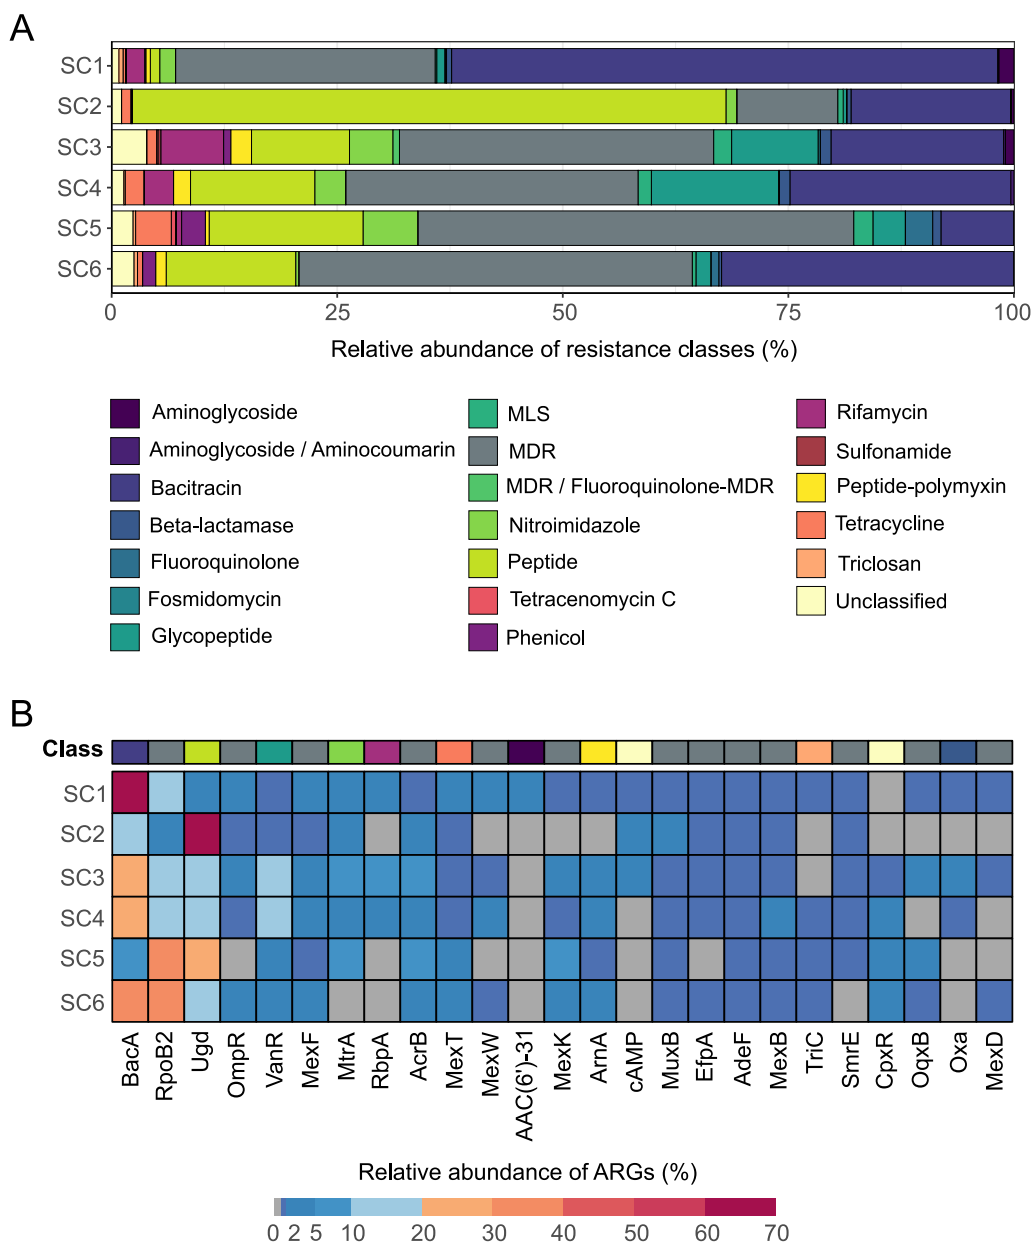 A
SC1
SC2
SC3
SC4
SC5
SC6
0 25 50 75 100
Relative abundance of resistance classes (%)
Aminoglycoside
Aminoglycoside / Aminocoumarin
Bacitracin
Beta-lactamase
Fluoroquinolone
Fosmidomycin
Glycopeptide
MLS
MDR
MDR / Fluoroquinolone-MDR
Nitroimidazole
Peptide
Tetracenomycin C
Phenicol
Rifamycin
Sulfonamide
Peptide-polymyxin
Tetracycline
Triclosan
Unclassified
B
Class
SC1
SC2
SC3
SC4
SC5
SC6
BacA
RpoB2
Ugd
OmpR
VanR
MexF
MtrA
RbpA
AcrB
MexT
MexW
AAC(6')-31
MexK
ArnA
cAMP
MuxB
EfpA
AdeF
MexB
TriC
SmrE
CpxR
OqxB
Oxa
MexD
Relative abundance of ARGs (%)
0 2 5 10 20 30 40 50 60 70